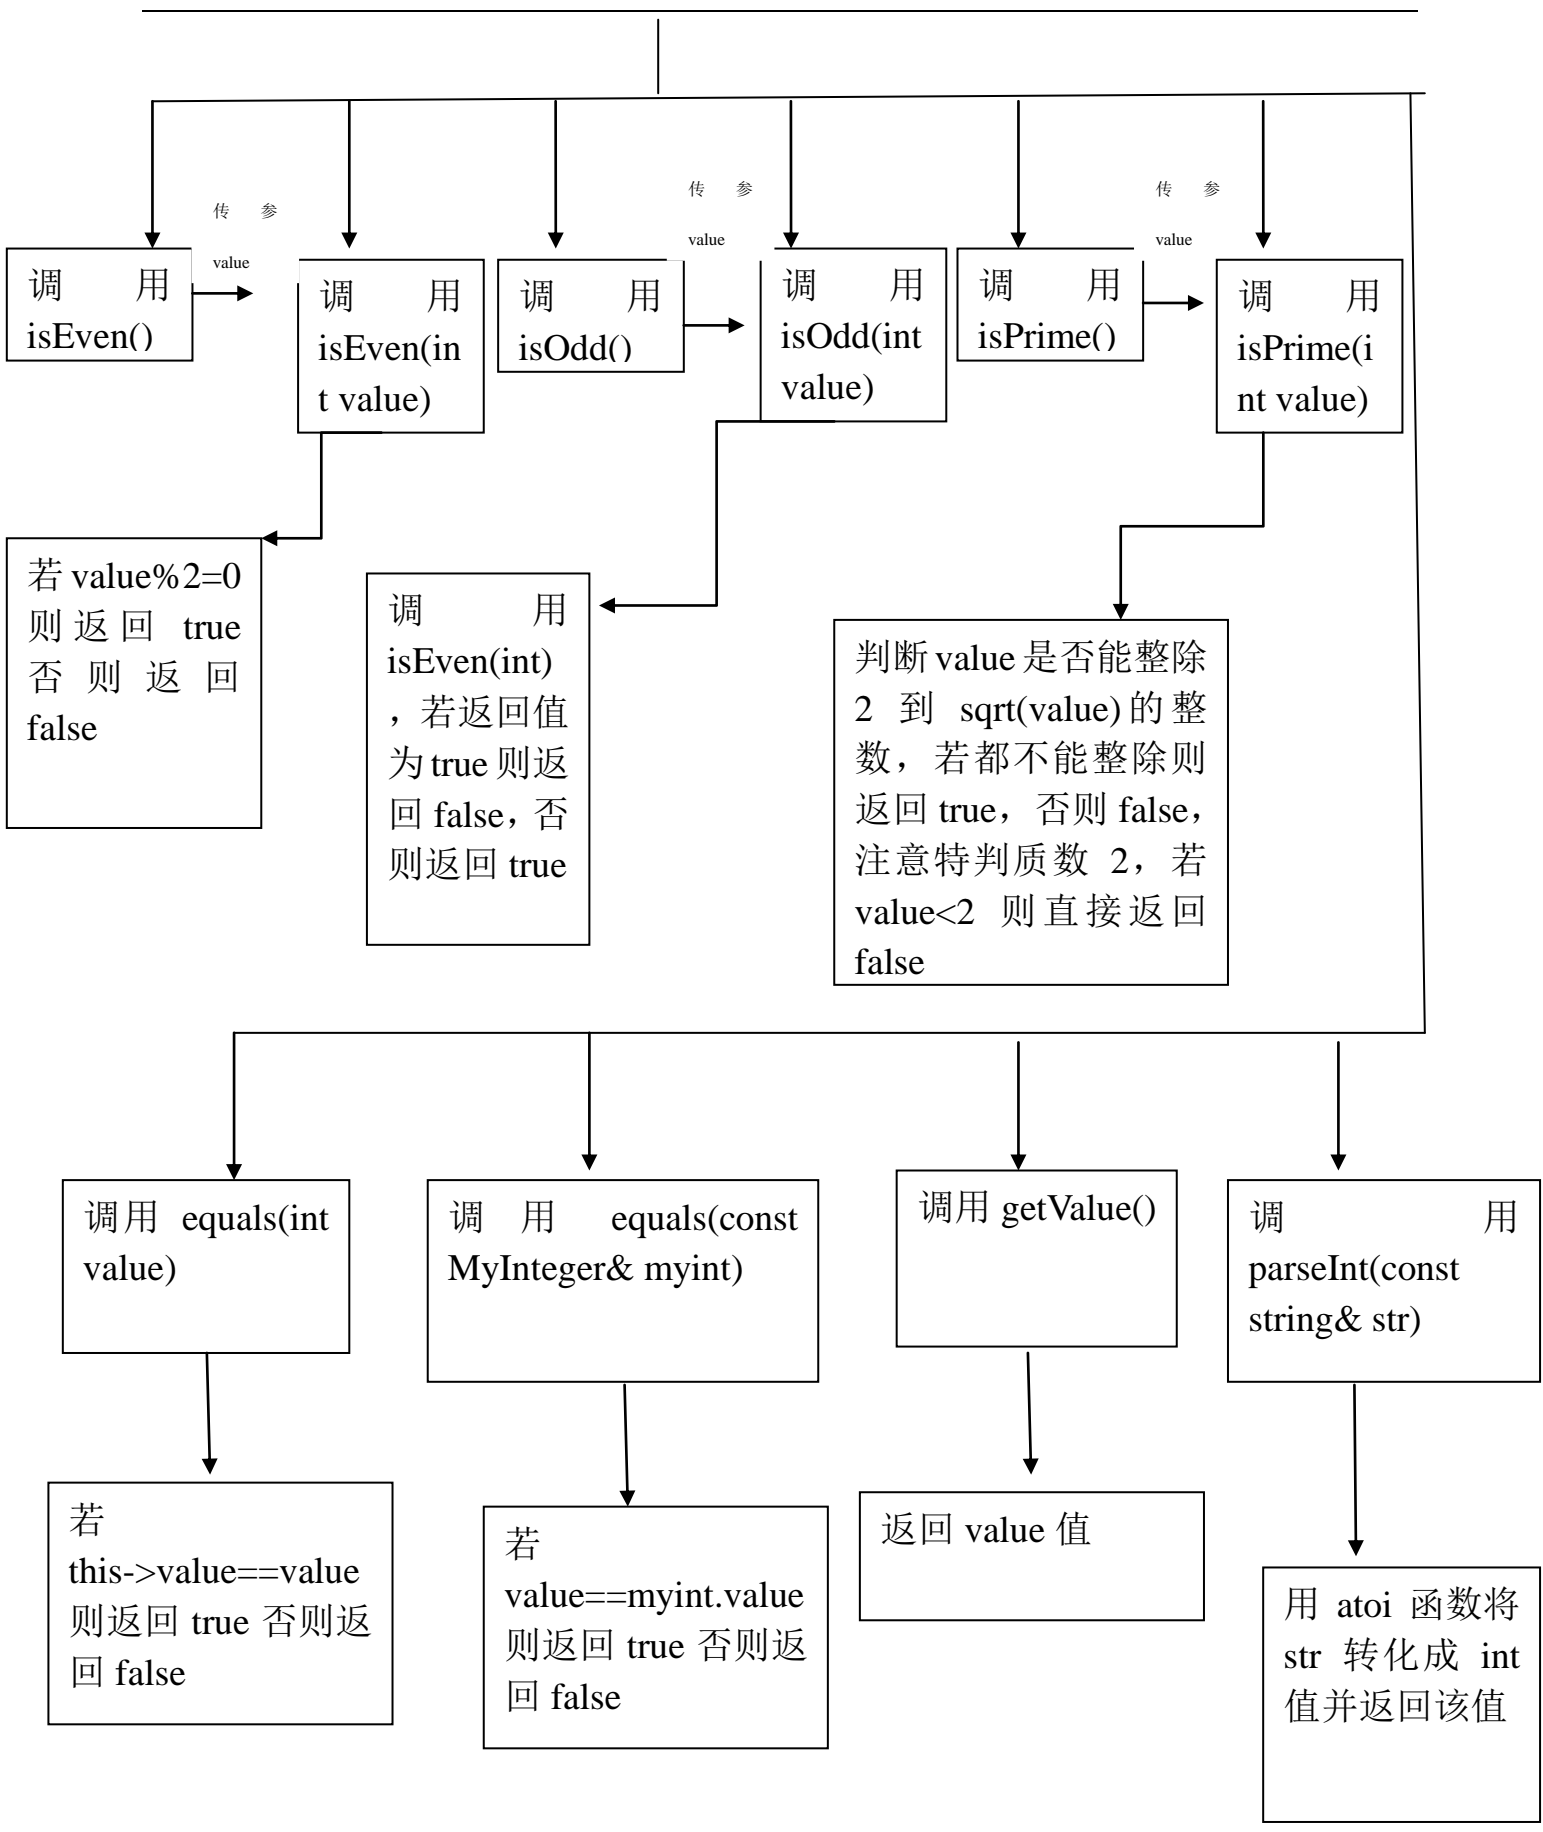 传 参
value
传 参
value
传 参
value
调 用
isEven()
调 用
isEven(in
t value)
调 用
isOdd()
调 用
isOdd(int
value)
调 用
isPrime()
调 用
isPrime(i
nt value)
若 value%2=0
则返回 true
否则返回
false
调 用
isEven(int)
，若返回值
为 true 则返
回 false，否
则返回 true
判断 value 是否能整除
2 到 sqrt(value)的整
数，若都不能整除则
返回 true，否则 false，
注意特判质数 2，若
value<2 则直接返回
false
调用 equals(int
value)
调 用 equals(const
MyInteger& myint)
调用 getValue()
调 用
parseInt(const
string& str)
若
this->value==value
则返回 true 否则返
回 false
若
value==myint.value
则返回 true 否则返
回 false
返回 value 值
用 atoi 函数将
str 转化成 int
值并返回该值